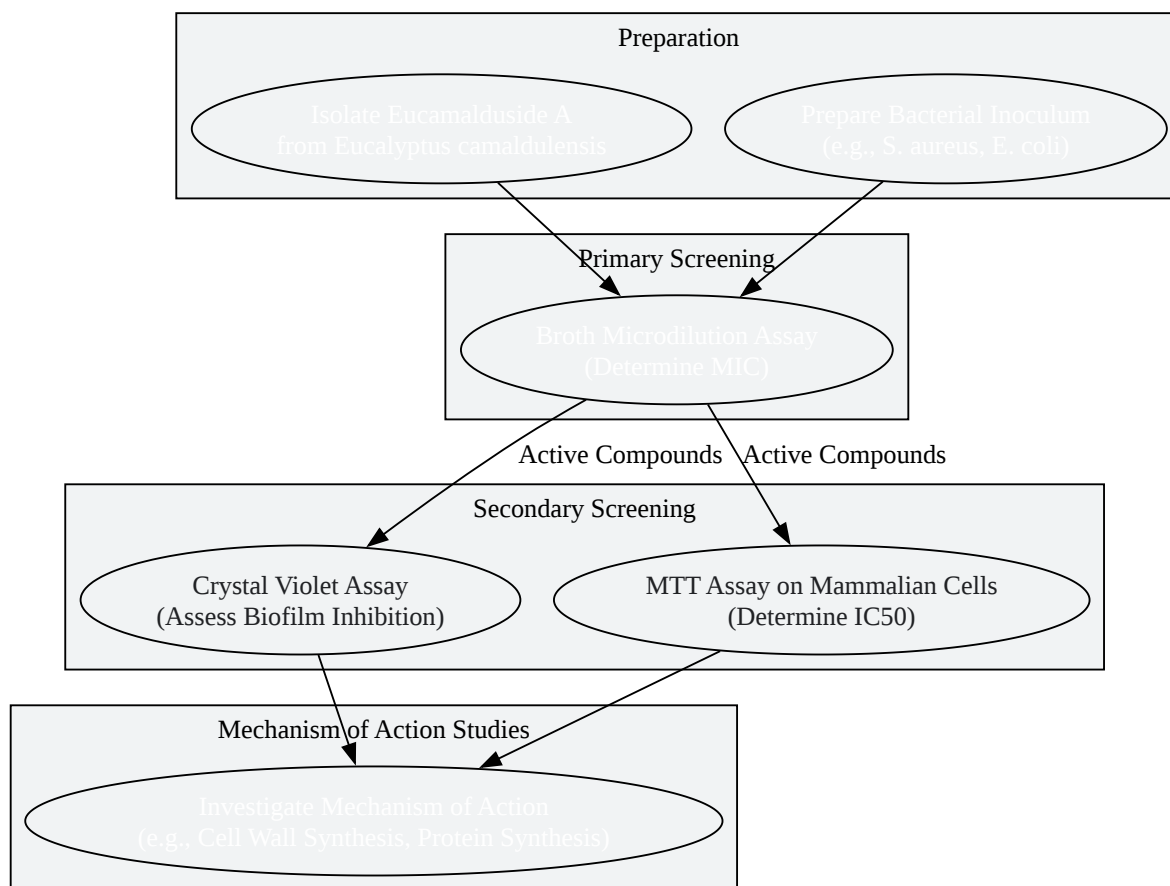 Preparation
Isolate Eucamalduside A
from Eucalyptus camaldulensis
Prepare Bacterial Inoculum
(e.g., S. aureus, E. coli)
Primary Screening
Broth Microdilution Assay
(Determine MIC)
Active Compounds
Active Compounds
Secondary Screening
Crystal Violet Assay
(Assess Biofilm Inhibition)
MTT Assay on Mammalian Cells
(Determine IC50)
Mechanism of Action Studies
Investigate Mechanism of Action
(e.g., Cell Wall Synthesis, Protein Synthesis)